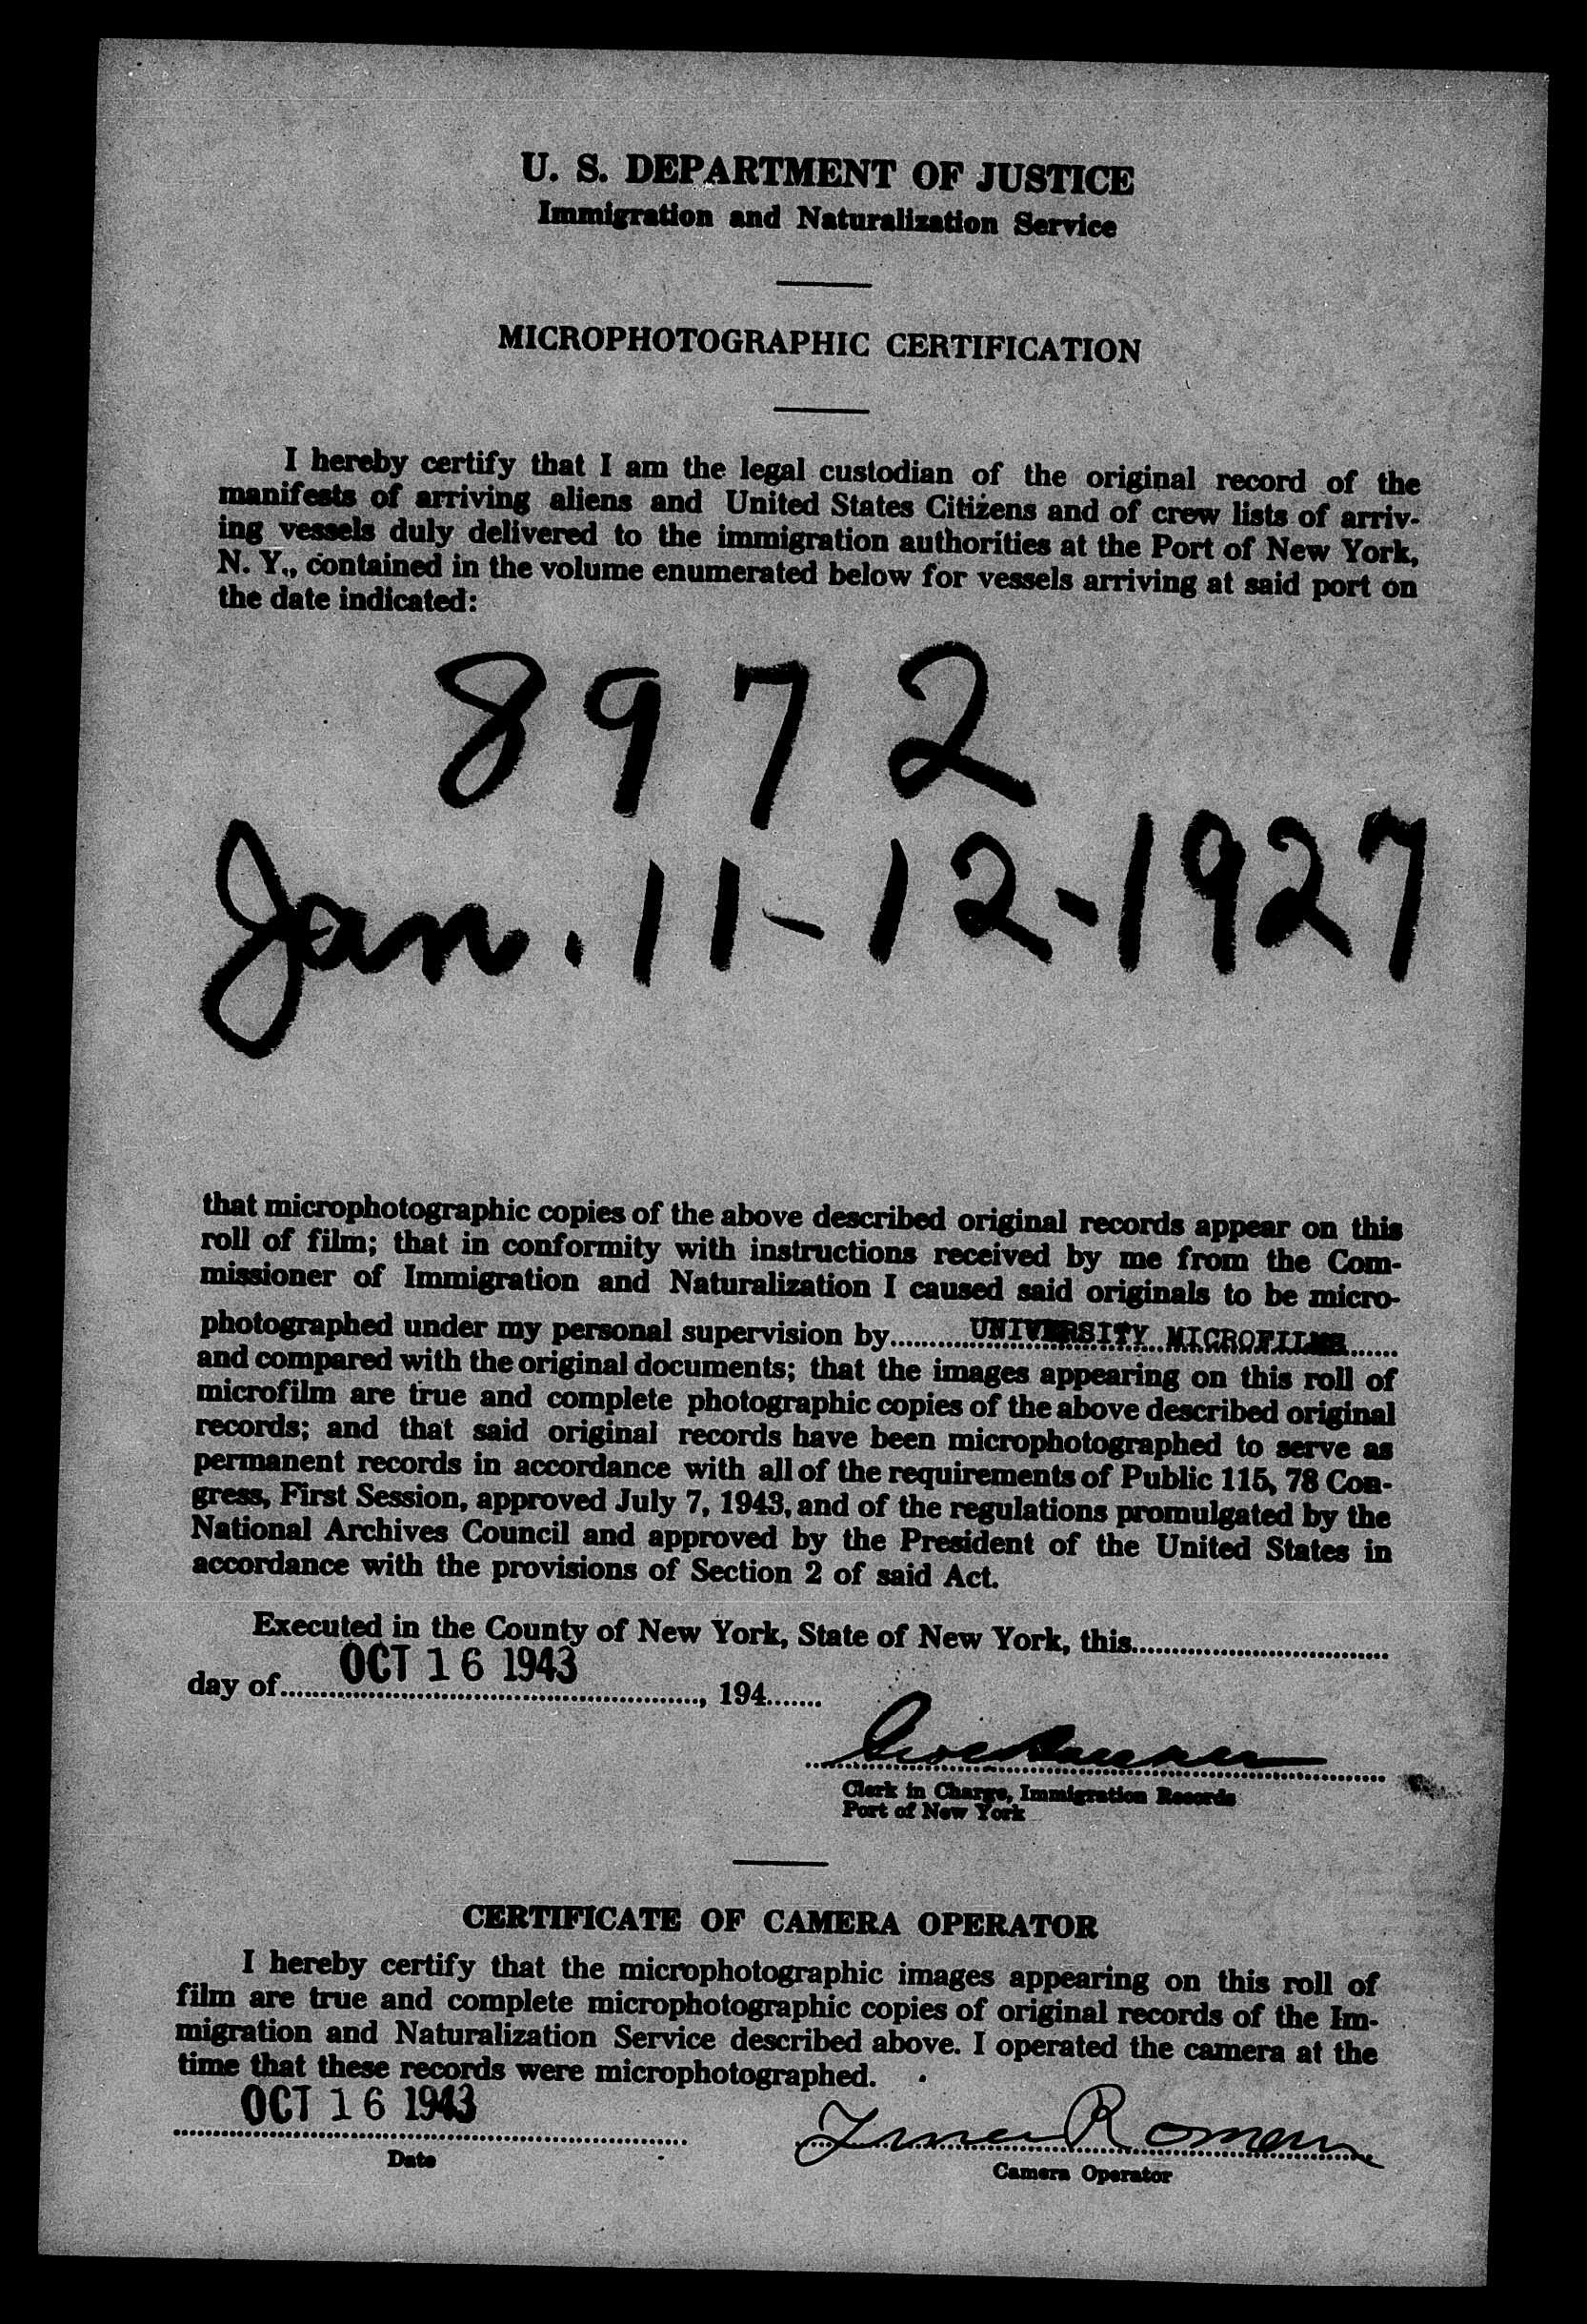 U. S. DEPARTMENT OF JUSTICE
Immigration and Naturalization Service
MICROPHOTOGRAPHIC CERTIFICATION
I hereby certify that I am the legal custodian of the original record of the
manifests of arriving aliens and United States Citizens and of crew lists of arriv-
ing vessels duly delivered to the immigration authorities at the Port of New York,
N. Y., contained in the volume enumerated below for vessels arriving at said port on
the date indicated:
8972
Jan. 11-12-1927
that microphotographic copies of the above described original records appear on this
roll of film; that in conformity with instructions received by me from the Com-
missioner of Immigration and Naturalization I caused said originals to be micro-
photographed under my personal supervision by..........UNIVERSITY MICROFILMS.......
and compared with the original documents; that the images appearing on this roll of
microfilm are true and complete photographic copies of the above described original
records; and that said original records have been microphotographed to serve as
permanent records in accordance with all of the requirements of Public 115, 78 Con-
gress, First Session, approved July 7, 1943, and of the regulations promulgated by the
National Archives Council and approved by the President of the United States in
accordance with the provisions of Section 2 of said Act.
Executed in the County of New York, State of New York, this..................................
day of.....OCT 16 1943....................., 194.......
Clerk in Charge, Immigration Records
Port of New York
CERTIFICATE OF CAMERA OPERATOR
I hereby certify that the microphotographic images appearing on this roll of
film are true and complete microphotographic copies of original records of the Im-
migration and Naturalization Service described above. I operated the camera at the
time that these records were microphotographed.
OCT 16 1943
Roman
Date
Camera Operator